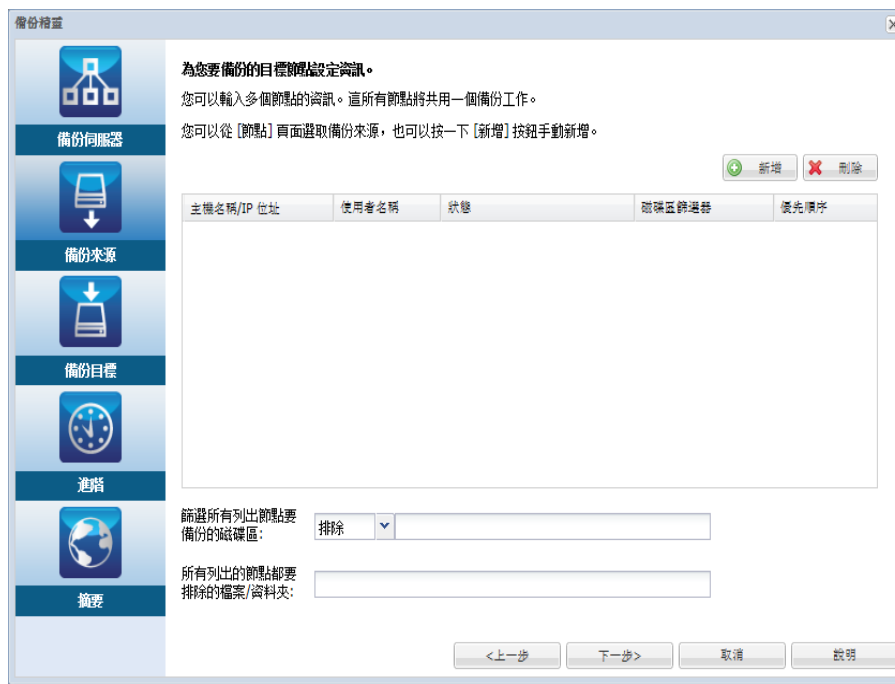 備份精靈
備份伺服器
備份來源
備份目標
進階
摘要
為您要備份的目標節點設定資訊。
您可以輸入多個節點的資訊。這所有節點將共用一個備份工作。
您可以從 [節點] 頁面選取備份來源，也可以按一下 [新增] 按鈕手動新增。
新增 刪除
主機名稱/IP 位址 使用者名稱 狀態 磁碟區篩選器 優先順序
篩選所有列出節點要
備份的磁碟區:
排除
所有列出的節點都要
排除的檔案/資料夾:
<上一步 下一步> 取消 說明